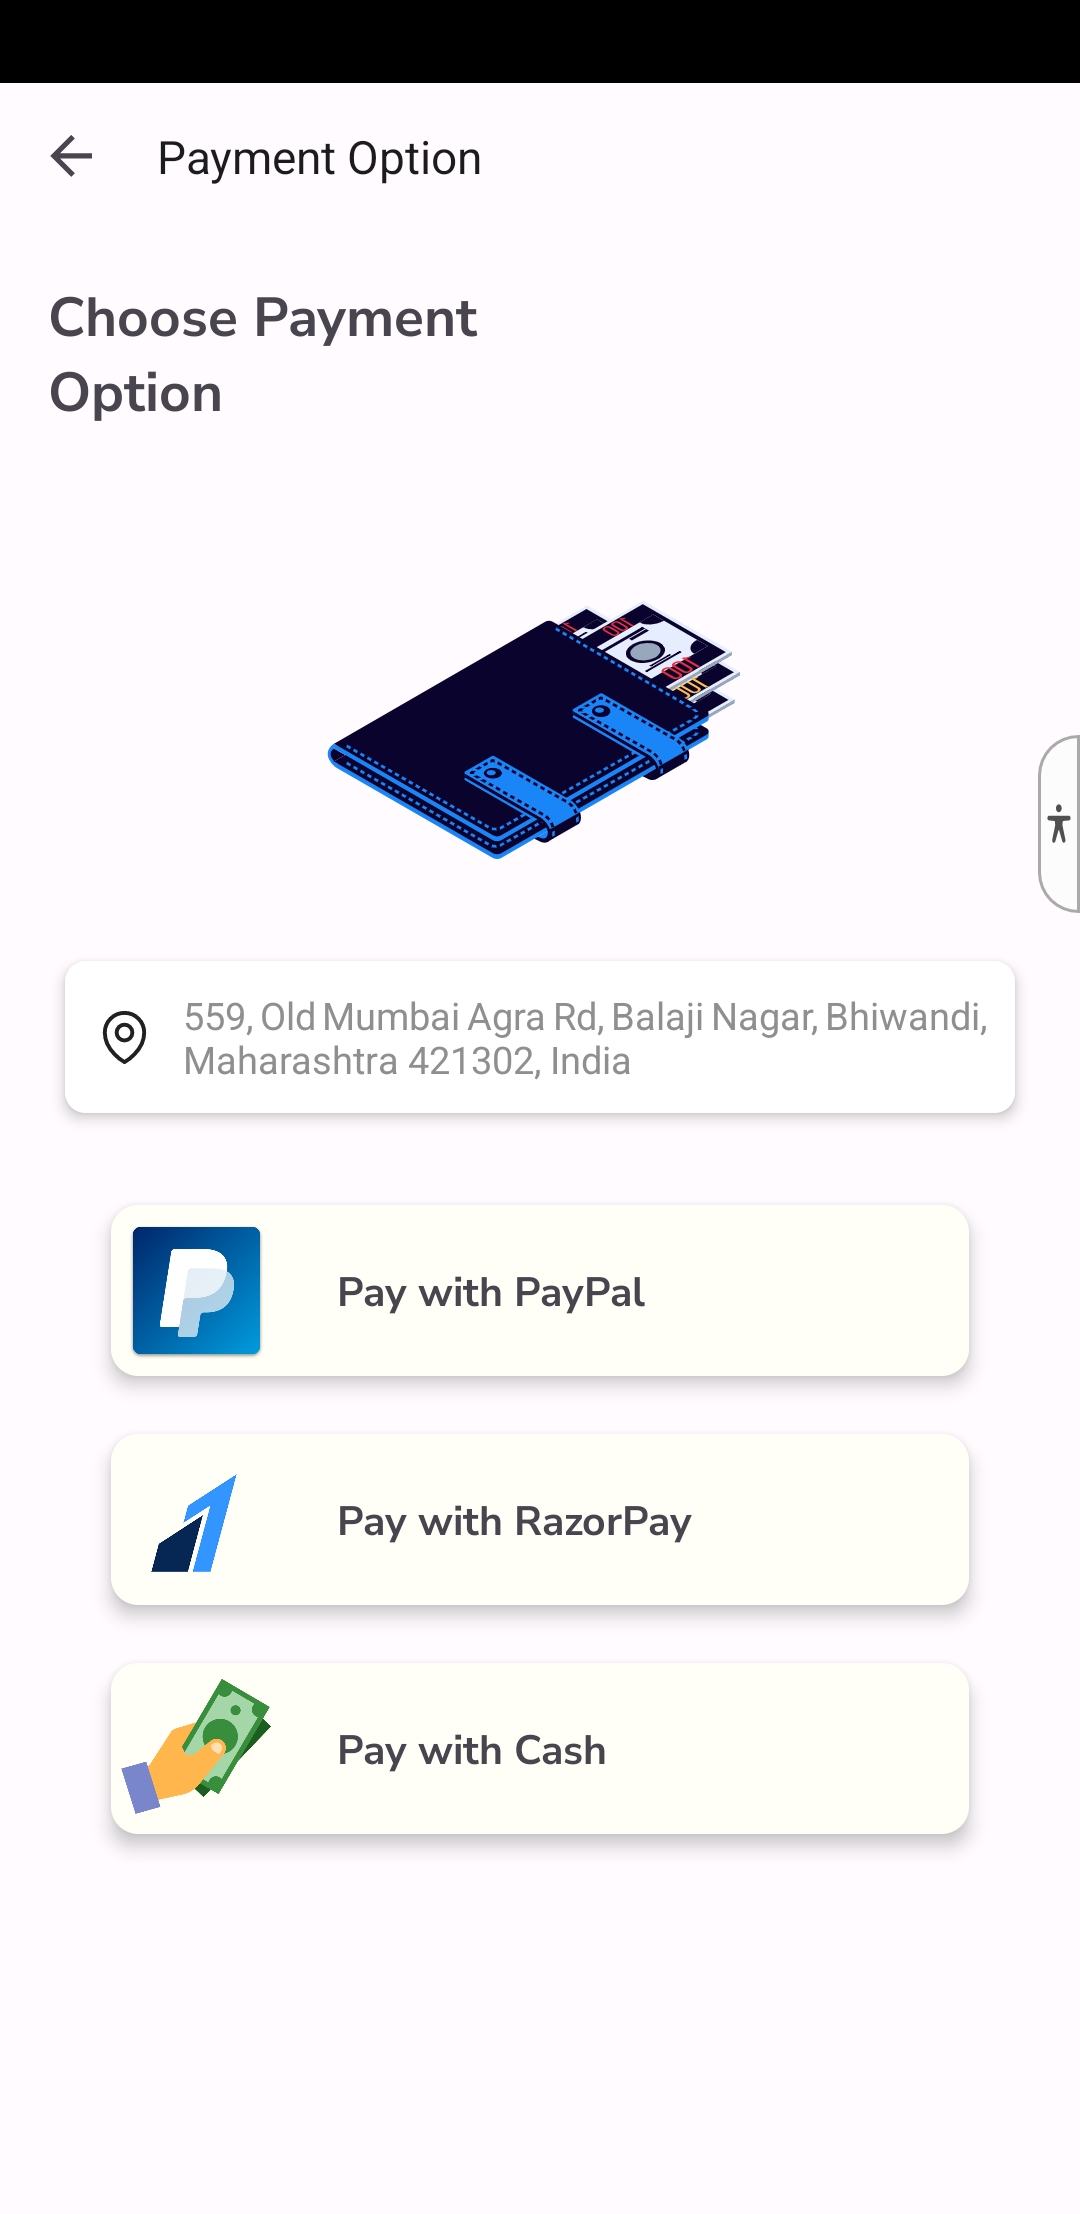 Payment Option
Choose Payment
Option
559, Old Mumbai Agra Rd, Balaji Nagar, Bhiwandi,
Maharashtra 421302, India
Pay with PayPal
Pay with RazorPay
Pay with Cash